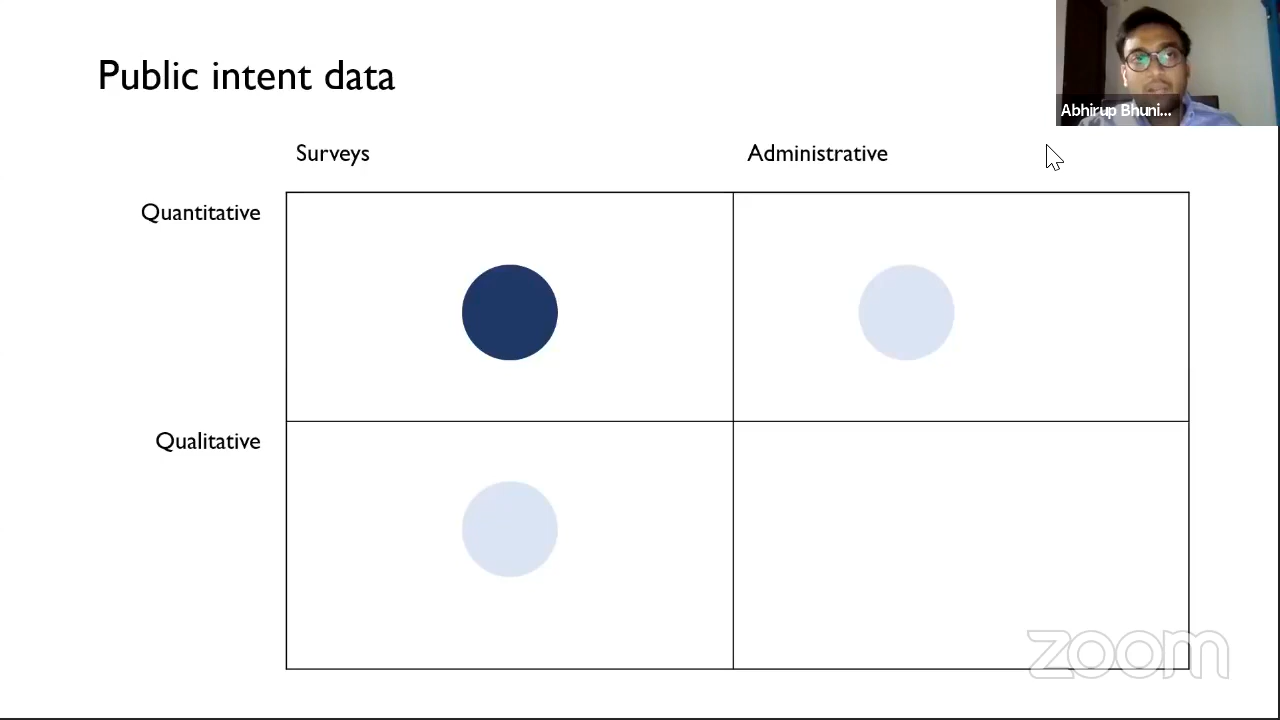 Public intent data
Abhirup Bhuni...
Surveys
Administrative
Quantitative
Qualitative
zoom